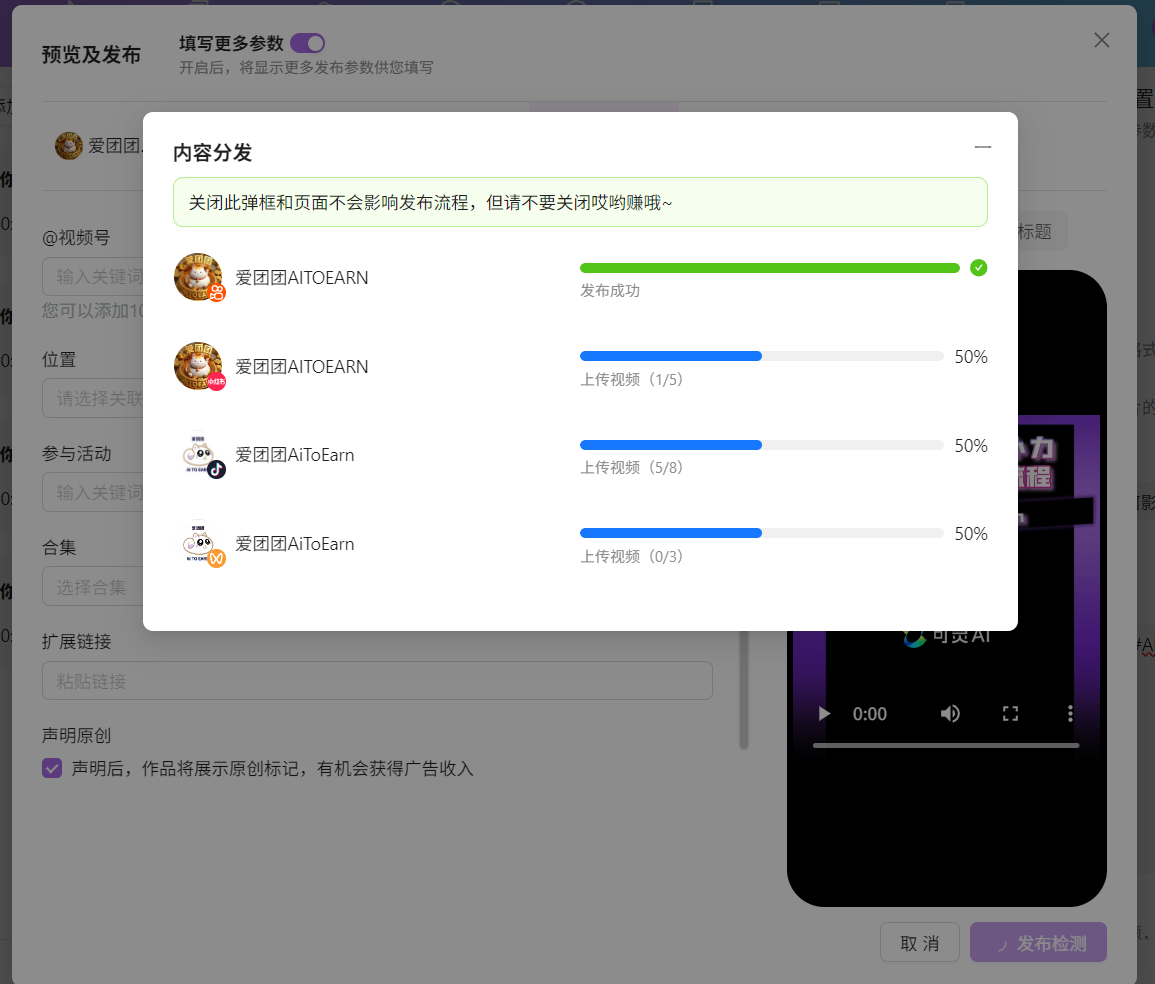 预览及发布
填写更多参数
开启后，将显示更多发布参数供您填写
爱团团.
内容分发
关闭此弹框和页面不会影响发布流程，但请不要关闭哎哟赚哦~
爱团团AITOEARN
发布成功
爱团团AITOEARN
小红书
50%
上传视频（1/5）
爱团团AiToEarn
50%
上传视频（5/8）
爱团团AiToEarn
50%
上传视频（0/3）
@视频号
输入关键词
您可以添加10
位置
请选择关联
参与活动
输入关键词
合集
选择合集
扩展链接
粘贴链接
声明原创
声明后，作品将展示原创标记，有机会获得广告收入
标题
流程
可灵AI
0:00
取 消
发布检测